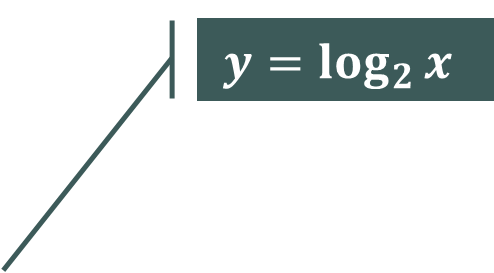 y = log₂ x